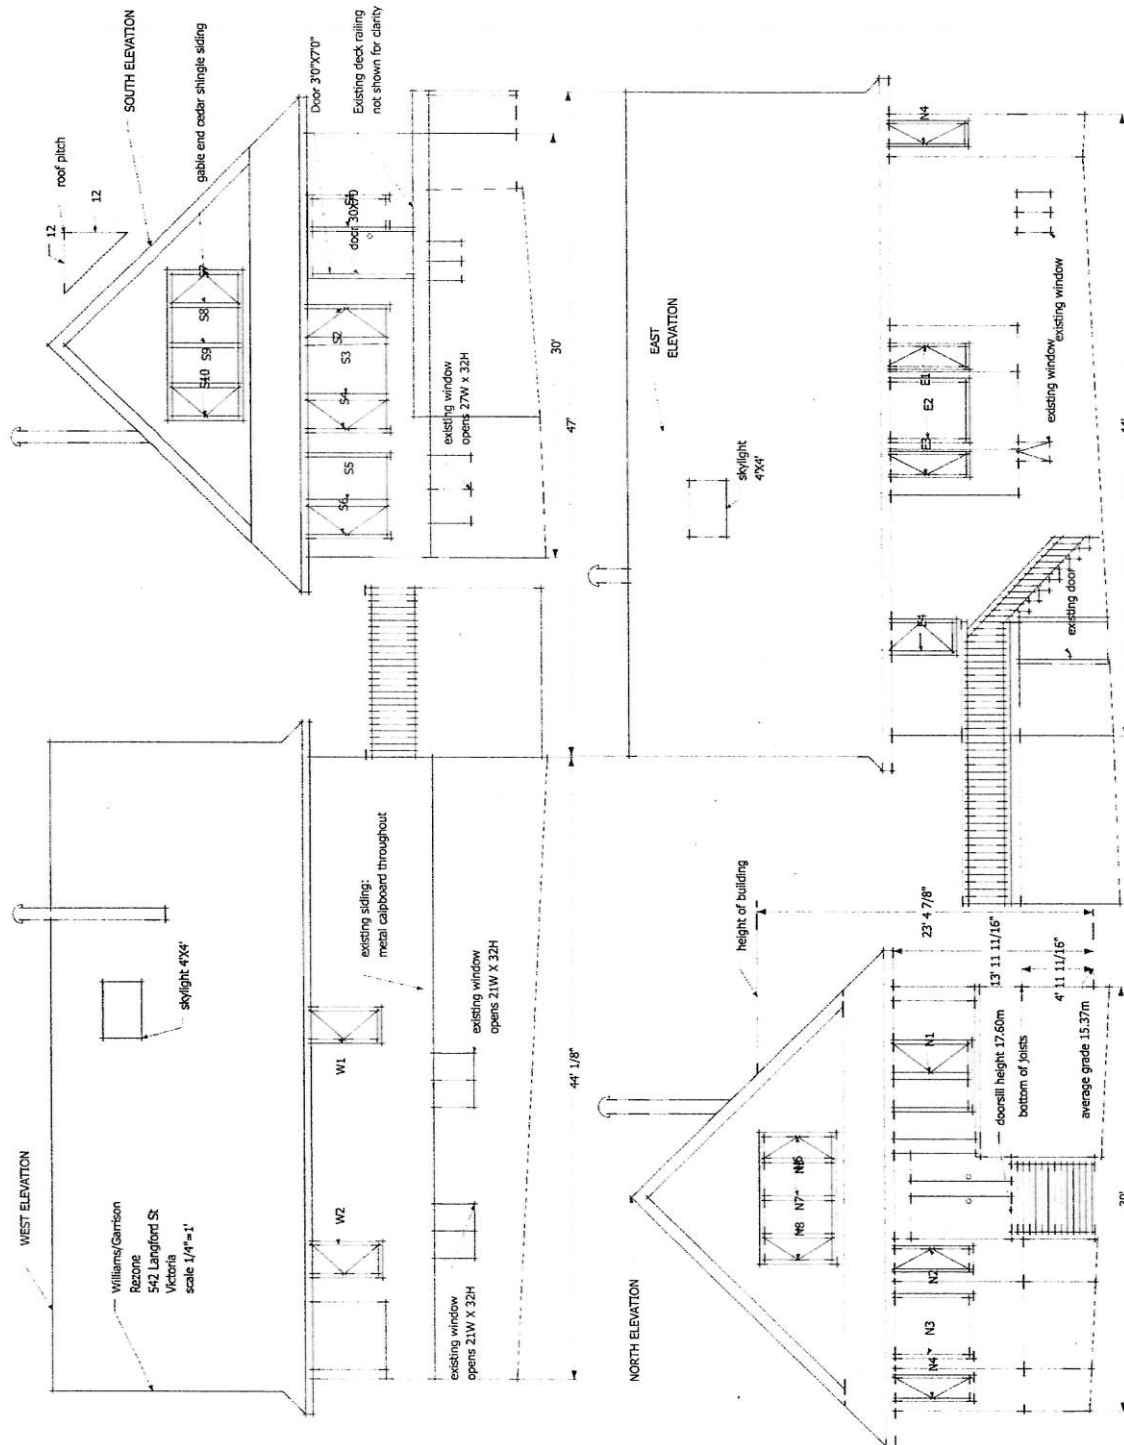 WEST ELEVATION
Williams/Garrison
Rezone
542 Langford St
Victoria
scale 1/4"=1'
skylight 4'X4'
W2
W1
existing siding:
metal calpboard throughout
existing window
opens 21W X 32H
existing window
opens 21W X 32H
44' 1/8"
SOUTH ELEVATION
12
roof pitch
12
gable end cedar shingle siding
S10
S9
S8
S7
Door 3'0"X7'0"
Existing deck railing
not shown for clarity
S6
S5
S4
S3
S2
door 30X70
S1
existing window
opens 27W x 32H
30'
47'
NORTH ELEVATION
height of building
N8
N7
N6
N4
N3
N2
N1
23' 4 7/8"
13' 11 11/16"
4' 11 11/16"
doorsill height 17.60m
bottom of joists
average grade 15.37m
30'
EAST
ELEVATION
skylight
4'X4'
E4
E3
E2
E1
N4
existing door
existing window
existing window
44'